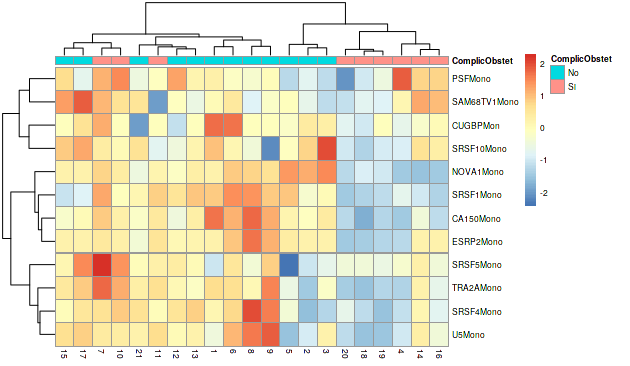 ComplicObstet
PSFMono
SAM68TV1Mono
CUGBPMon
SRSF10Mono
NOVA1Mono
SRSF1Mono
CA150Mono
ESRP2Mono
SRSF5Mono
TRA2AMono
SRSF4Mono
U5Mono
15 17 7 10 21 11 12 13 1 6 8 9 5 2 3 20 18 19 4 14 16
2
1
0
-1
-2
ComplicObstet
No
SI